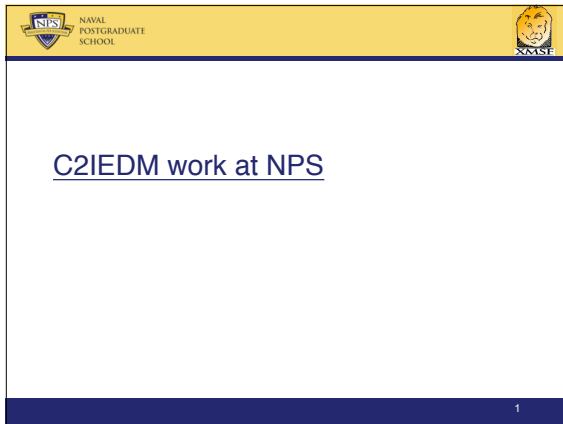 NPS
NAVAL
POSTGRADUATE
SCHOOL
XMSF
C2IEDM work at NPS
1